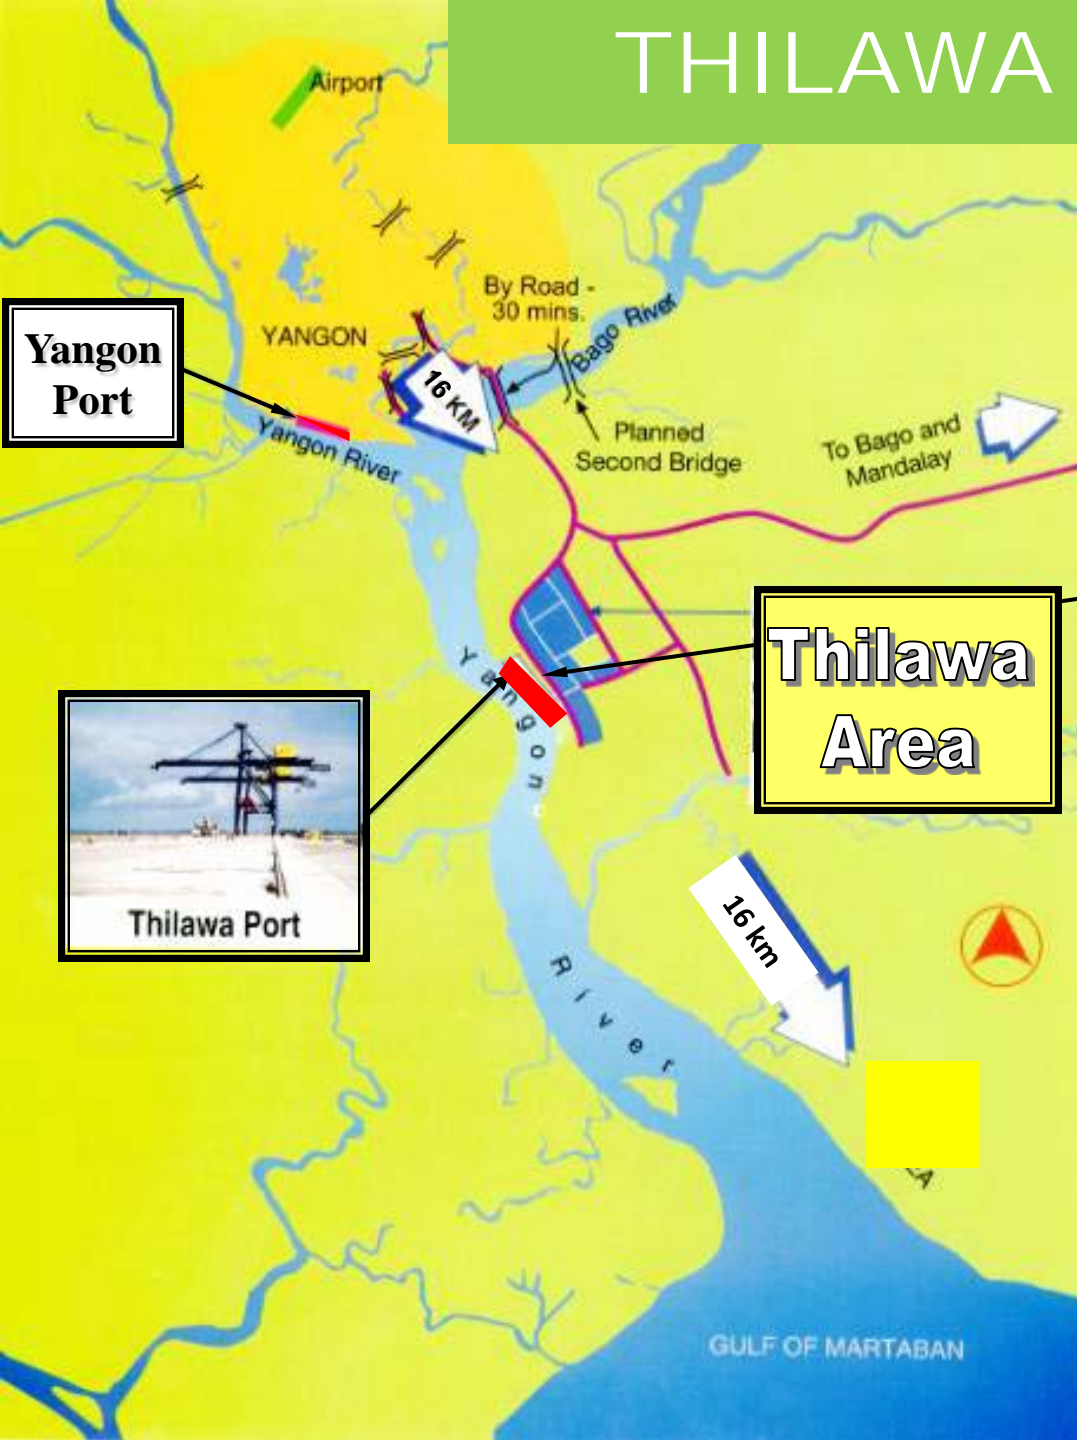 THILAWA
Airport
By Road -
30 mins.
Bago River
YANGON
Yangon
Port
16 KM
Yangon River
Planned
Second Bridge
To Bago and
Mandalay
Thilawa
Area
Yangon
River
Thilawa Port
16 km
GULF OF MARTABAN